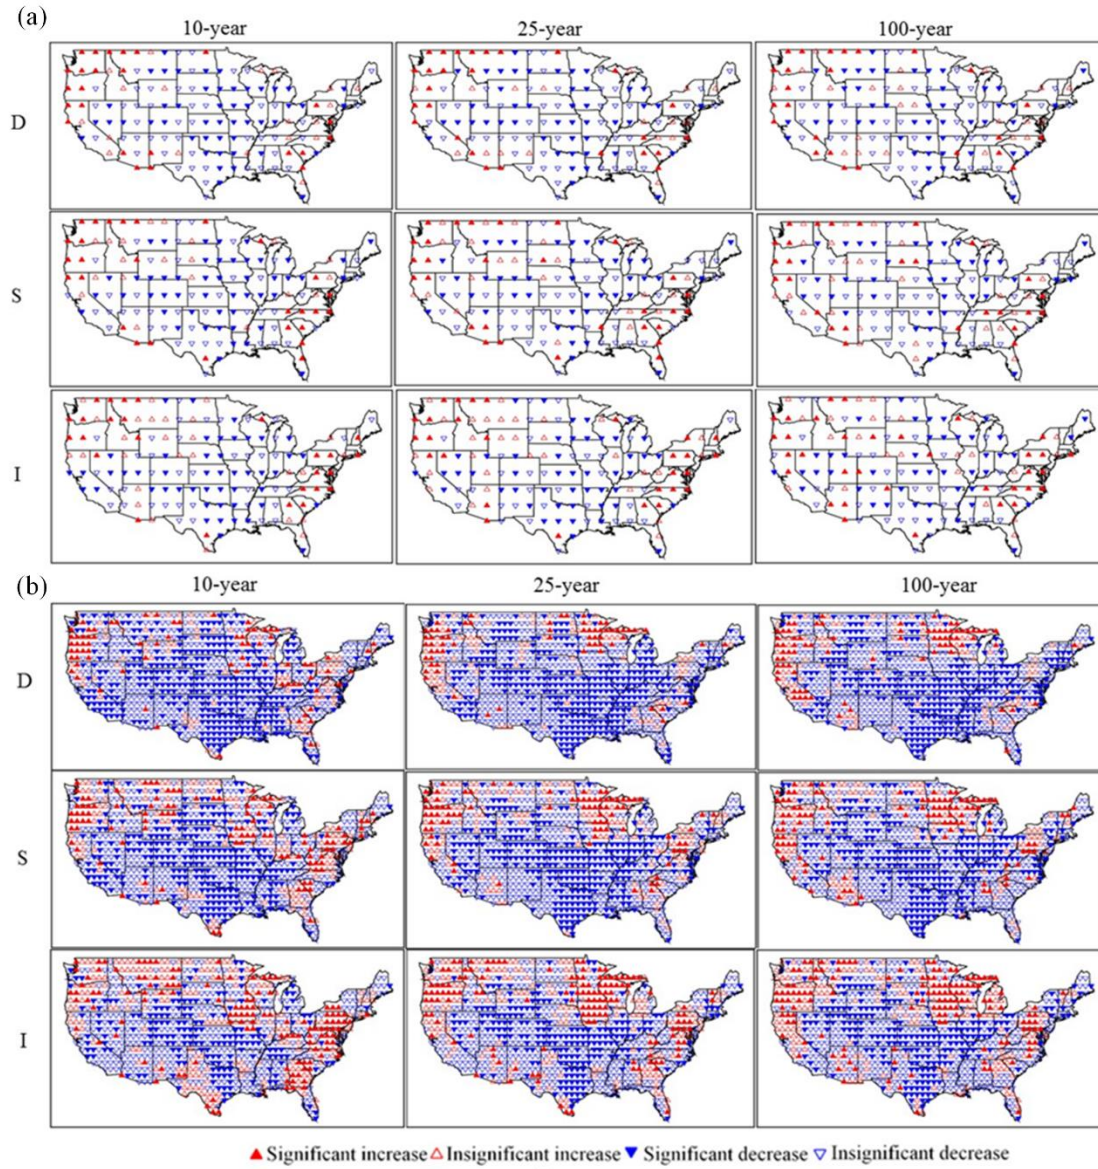 (a)
10-year 25-year 100-year
D
S
I
(b)
10-year 25-year 100-year
D
S
I
Significant increase Insignificant increase Significant decrease Insignificant decrease